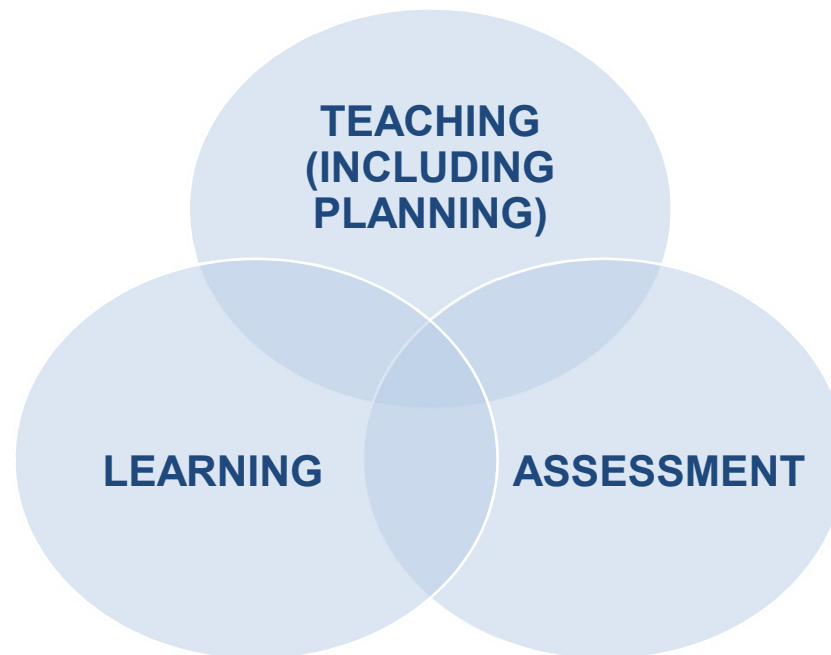 TEACHING
(INCLUDING
PLANNING)
LEARNING
ASSESSMENT